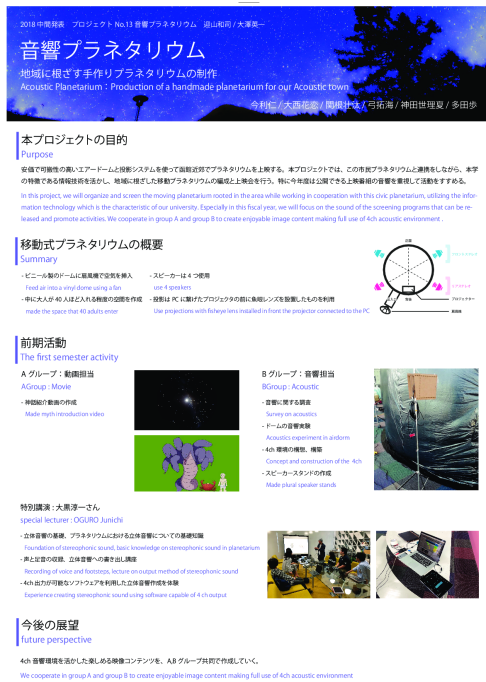 2018 中間発表　プロジェクト No.13 音響プラネタリウム　迎山和司 / 大澤英一
音響プラネタリウム
地域に根ざす手作りプラネタリウムの制作
Acoustic Planetarium：Production of a handmade planetarium for our Acoustic town
今利仁 / 大西花恋 / 関根壮汰 / 弓拓海 / 神田世理夏 / 多田歩
本プロジェクトの目的
Purpose
安価で可搬性の高いエアードームと投影システムを使って函館近郊でプラネタリウムを上映する。本プロジェクトでは、この市民プラネタリウムと連携をしながら、本学
の特徴である情報技術を活かし、地域に根ざした移動プラネタリウムの編成と上映会を行う。特に今年度は公開できる上映番組の音響を重視して活動をすすめる。
In this project, we will organize and screen the moving planetarium rooted in the area while working in cooperation with this civic planetarium, utilizing the infor-
mation technology which is the characteristic of our university. Especially in this fiscal year, we will focus on the sound of the screening programs that can be re-
leased and promote activities. We cooperate in group A and group B to create enjoyable image content making full use of 4ch acoustic environment .
移動式プラネタリウムの概要
Summary
- ビニール製のドームに扇風機で空気を挿入
Feed air into a vinyl dome using a fan
- 中に大人が 40 人ほど入れる程度の空間を作成
made the space that 40 adults enter
- スピーカーは 4 つ使用
use 4 speakers
- 投影は PC に繋げたプロジェクタの前に魚眼レンズを設置したものを利用
Use projections with fisheye lens installed in front the projector connected to the PC
プロジェクター
前期活動
The first semester activity
A グループ：動画担当
AGroup : Movie
- 神話紹介動画の作成
Made myth introduction video
B グループ：音響担当
BGroup : Acoustic
- 音響に関する調査
Survey on acoustics
- ドームの音響実験
Acoustics experiment in airdorm
- 4ch 環境の構想、構築
Concept and construction of the 4ch
- スピーカースタンドの作成
Made plural speaker stands
特別講演 : 大黒淳一さん
special lecturer : OGURO Junichi
- 立体音響の基礎、プラネタリウムにおける立体音響についての基礎知識
Foundation of stereophonic sound, basic knowledge on stereophonic sound in planetarium
- 声と足音の収録、立体音響への書き出し講座
Recording of voice and footsteps, lecture on output method of stereophonic sound
- 4ch 出力が可能なソフトウェアを利用した立体音響作成を体験
Experience creating stereophonic sound using software capable of 4 ch output
今後の展望
future perspective
4ch 音響環境を活かした楽しめる映像コンテンツを、A,B グループ共同で作成していく。
We cooperate in group A and group B to create enjoyable image content making full use of 4ch acoustic environment